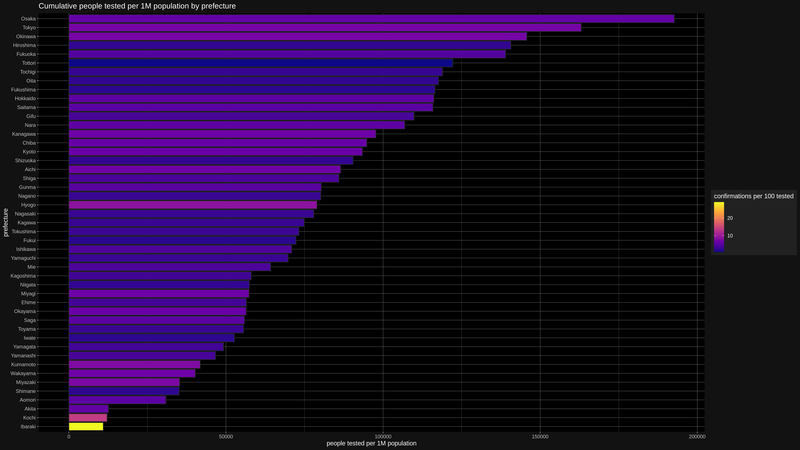 Cumulative people tested per 1M population by prefecture
Osaka
Tokyo
Okinawa
Hiroshima
Fukuoka
Tottori
Tochigi
Oita
Fukushima
Hokkaido
Saitama
Gifu
Nara
Kanagawa
Chiba
Kyoto
Shizuoka
Aichi
Shiga
Gunma
Nagano
Hyogo
Nagasaki
Kagawa
Tokushima
Fukui
Ishikawa
Yamaguchi
Mie
Kagoshima
Niigata
Miyagi
Ehime
Okayama
Saga
Toyama
Iwate
Yamagata
Yamanashi
Kumamoto
Wakayama
Miyazaki
Shimane
Aomori
Akita
Kochi
Ibaraki
prefecture
0 50000 100000 150000 200000
people tested per 1M population
confirmations per 100 tested
20
10